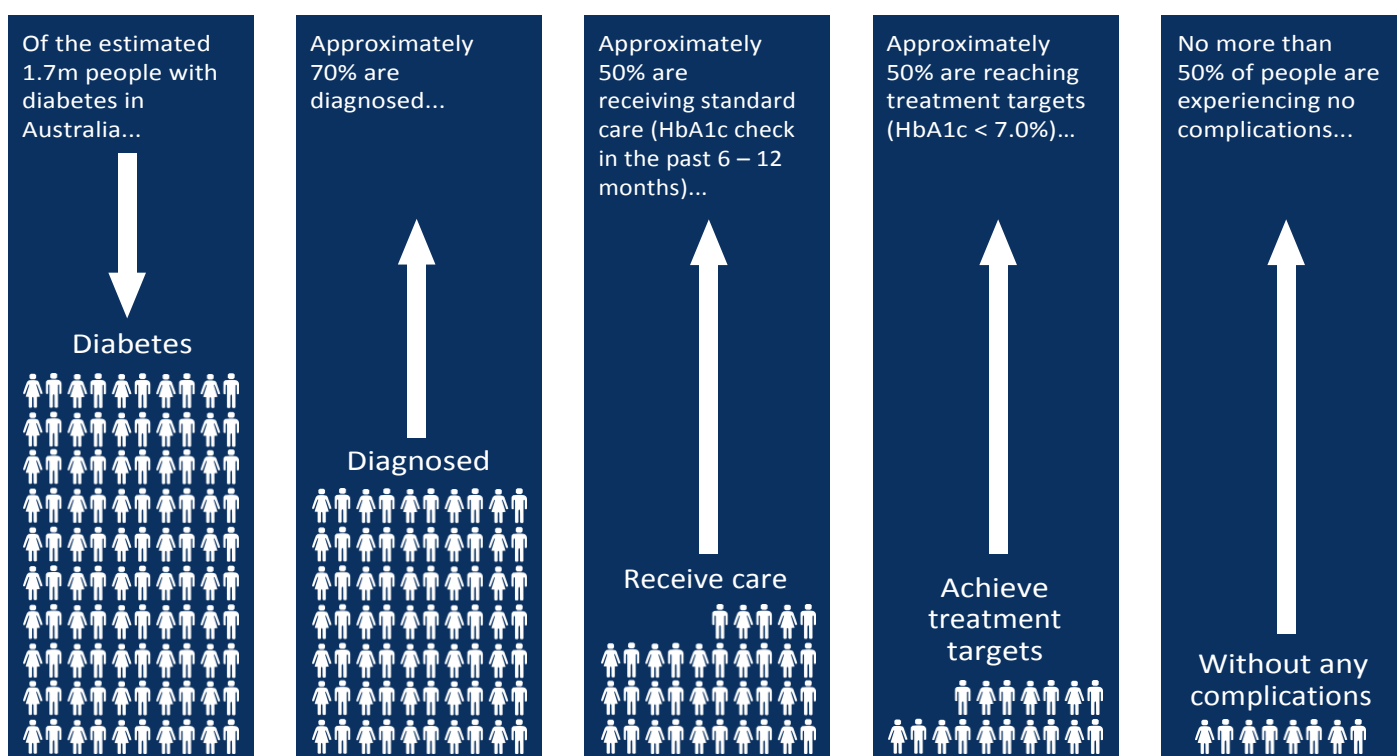 Of the estimated
1.7m people with
diabetes in
Australia...
Diabetes
Approximately
70% are
diagnosed...
Diagnosed
Approximately
50% are
receiving standard
care (HbA1c check
in the past 6 – 12
months)...
Receive care
Approximately
50% are reaching
treatment targets
(HbA1c < 7.0%)...
Achieve
treatment
targets
No more than
50% of people are
experiencing no
complications...
Without any
complications